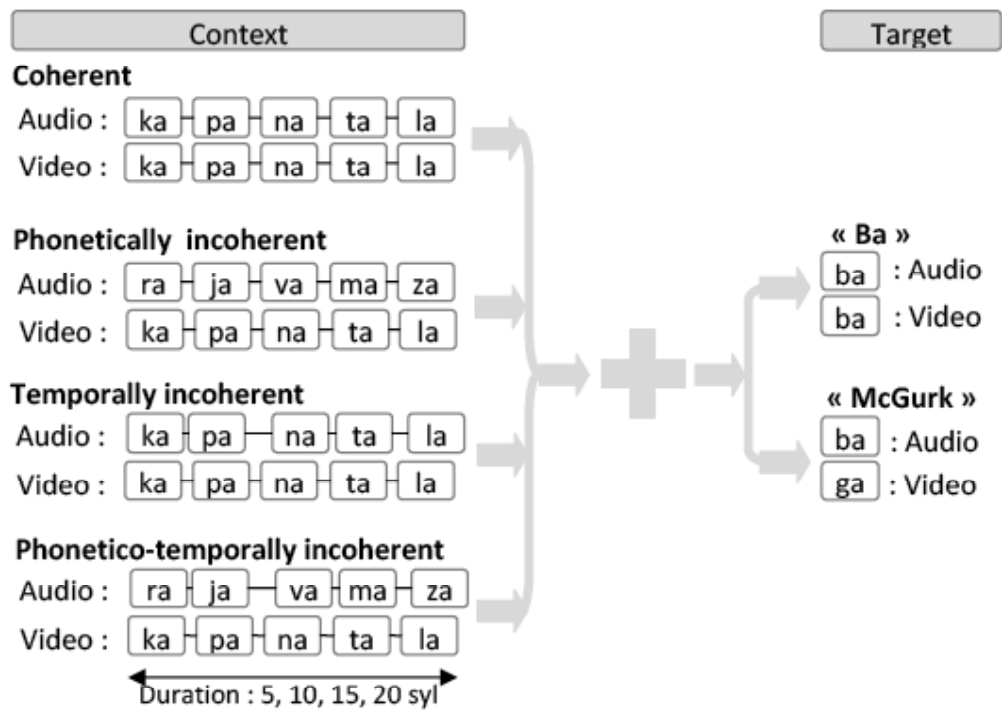 Context
Coherent
Audio : ka pa na ta la
Video : ka pa na ta la
Phonetically incoherent
Audio : ra ja va ma za
Video : ka pa na ta la
Temporally incoherent
Audio : ka pa na ta la
Video : ka pa na ta la
Phonetico-temporally incoherent
Audio : ra ja va ma za
Video : ka pa na ta la
Duration : 5, 10, 15, 20 syl
Target
« Ba »
ba : Audio
ba : Video
« McGurk »
ba : Audio
ga : Video